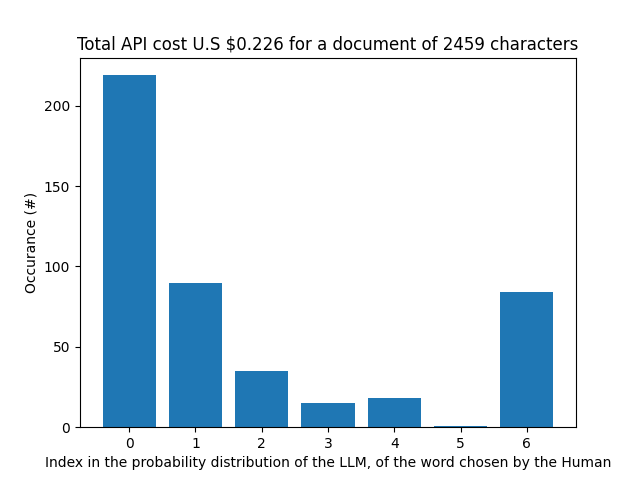 Total API cost U.S $0.226 for a document of 2459 characters
Occurance (#)
200
150
100
50
0
0 1 2 3 4 5 6
Index in the probability distribution of the LLM, of the word chosen by the Human